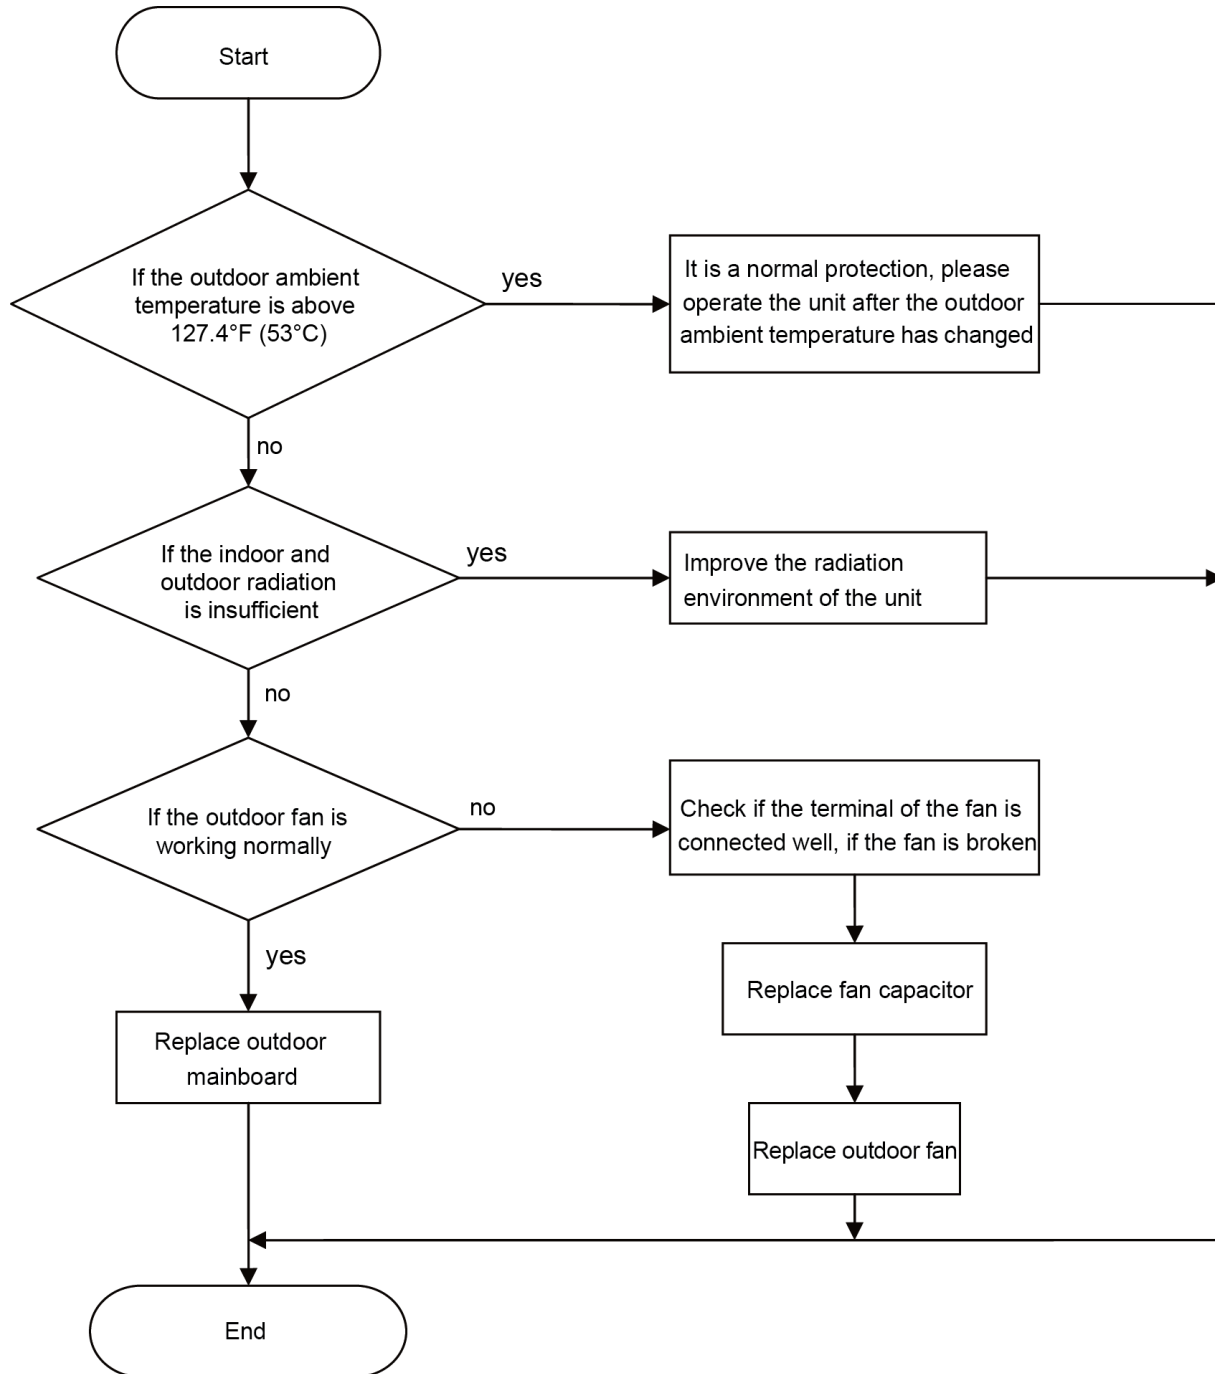 Start
If the outdoor ambient
temperature is above
127.4°F (53°C)
yes
It is a normal protection, please
operate the unit after the outdoor
ambient temperature has changed
no
If the indoor and
outdoor radiation
is insufficient
yes
Improve the radiation
environment of the unit
no
If the outdoor fan is
working normally
no
Check if the terminal of the fan is
connected well, if the fan is broken
yes
Replace fan capacitor
Replace outdoor
mainboard
Replace outdoor fan
End